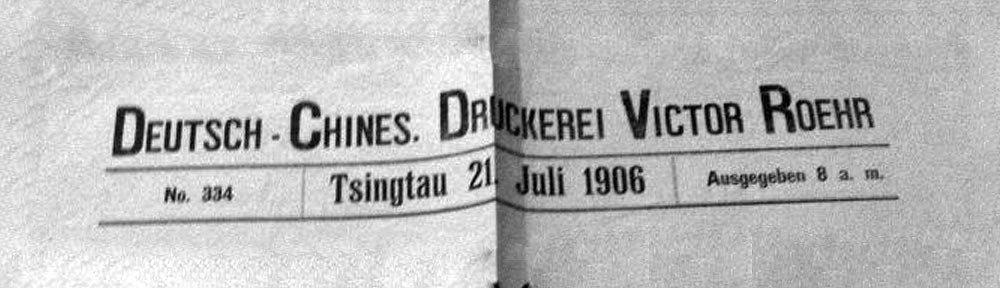 DEUTSCH - CHINES. DRUCKEREI VICTOR ROEHR
No. 334 Tsingtau 21. Juli 1906 Ausgegeben 8 a. m.